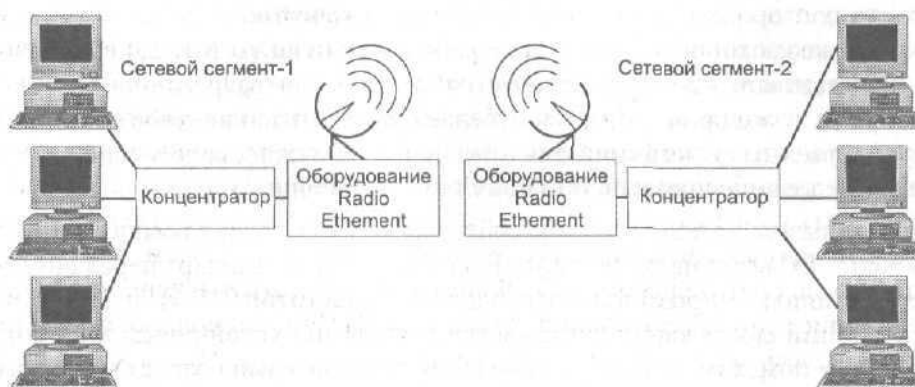 Сетевой сегмент-1
Сетевой сегмент-2
Концентратор
Оборудование
Radio
Ethement
Оборудование
Radio
Ethement
Концентратор